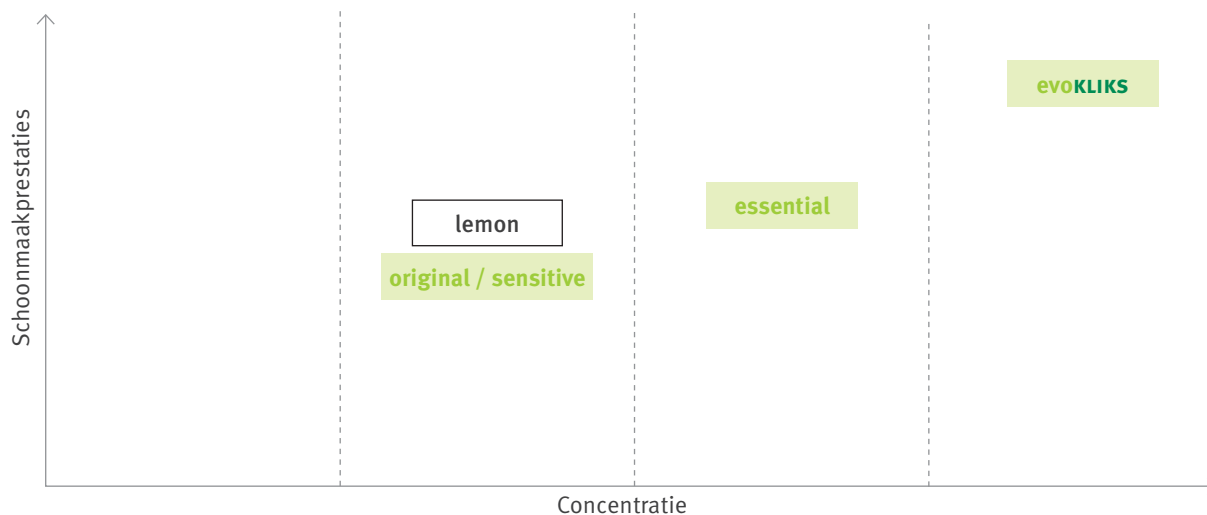 evoKLIKS
essential
lemon
original / sensitive
Schoonmaakprestaties
Concentratie